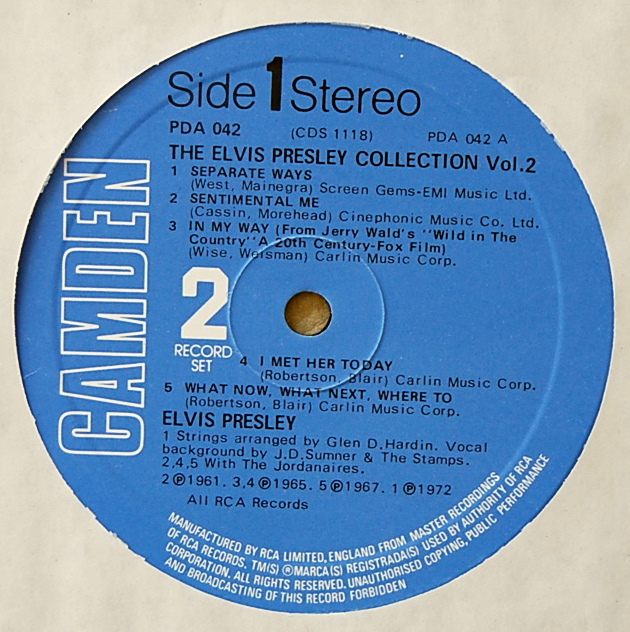 Side 1 Stereo
PDA 042 (CDS 1118) PDA 042 A
THE ELVIS PRESLEY COLLECTION Vol.2
1 SEPARATE WAYS
(West, Mainegra) Screen Gems-EMI Music Ltd.
2 SENTIMENTAL ME
(Cassin, Morehead) Cinephonic Music Co. Ltd.
3 IN MY WAY (From Jerry Wald's "Wild in The
Country" A 20th Century-Fox Film)
(Wise, Weisman) Carlin Music Corp.
CAMDEN
2
RECORD
SET
4 I MET HER TODAY
(Robertson, Blair) Carlin Music Corp.
5 WHAT NOW, WHAT NEXT, WHERE TO
(Robertson, Blair) Carlin Music Corp.
ELVIS PRESLEY
1 Strings arranged by Glen D.Hardin. Vocal
background by J.D.Sumner & The Stamps.
2,4,5 With The Jordanaires.
2 ℗1961. 3,4 ℗1965. 5 ℗1967. 1 ℗1972
All RCA Records
MANUFACTURED BY RCA LIMITED, ENGLAND FROM MASTER RECORDINGS
OF RCA RECORDS, TM(S) ® MARCA(S) REGISTRADA(S) USED BY AUTHORITY OF RCA
CORPORATION. ALL RIGHTS RESERVED. UNAUTHORISED COPYING, PUBLIC PERFORMANCE
AND BROADCASTING OF THIS RECORD FORBIDDEN